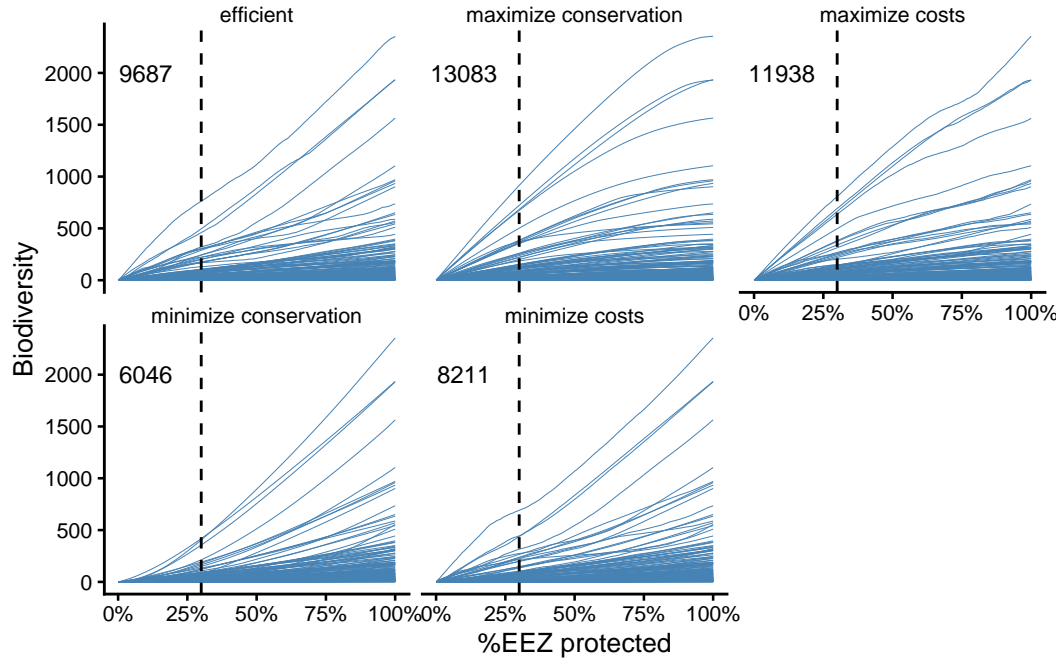 efficient
maximize conservation
maximize costs
9687
13083
11938
2000
1500
1000
500
0
0% 25% 50% 75% 100%
minimize conservation
minimize costs
6046
8211
2000
1500
1000
500
0
0% 25% 50% 75% 100%
0% 25% 50% 75% 100%
Biodiversity
%EEZ protected